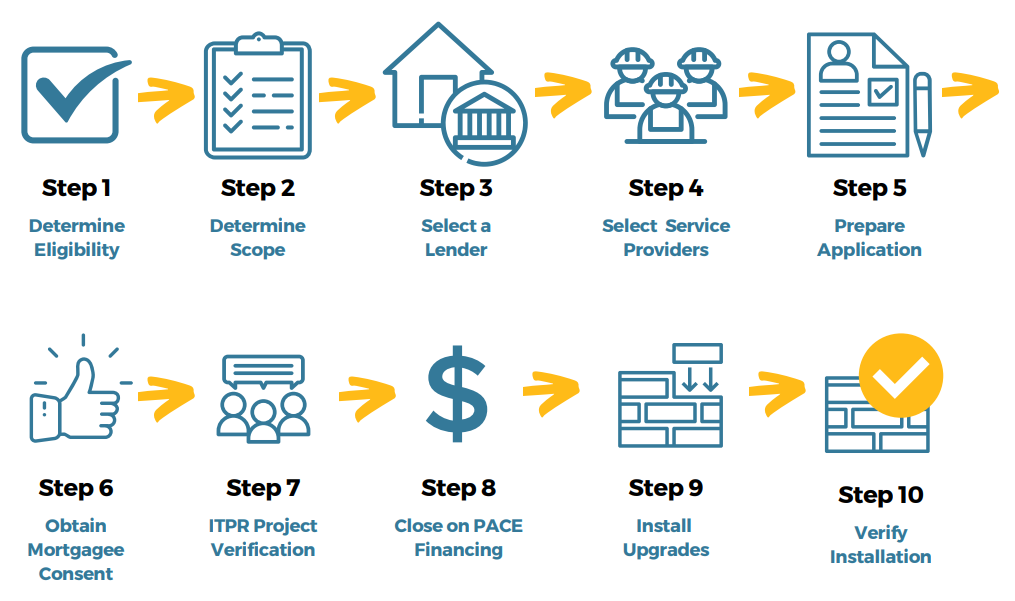 Step 1
Determine
Eligibility
Step 2
Determine
Scope
Step 3
Select a
Lender
Step 4
Select Service
Providers
Step 5
Prepare
Application
Step 6
Obtain
Mortgagee
Consent
Step 7
ITPR Project
Verification
Step 8
Close on PACE
Financing
Step 9
Install
Upgrades
Step 10
Verify
Installation